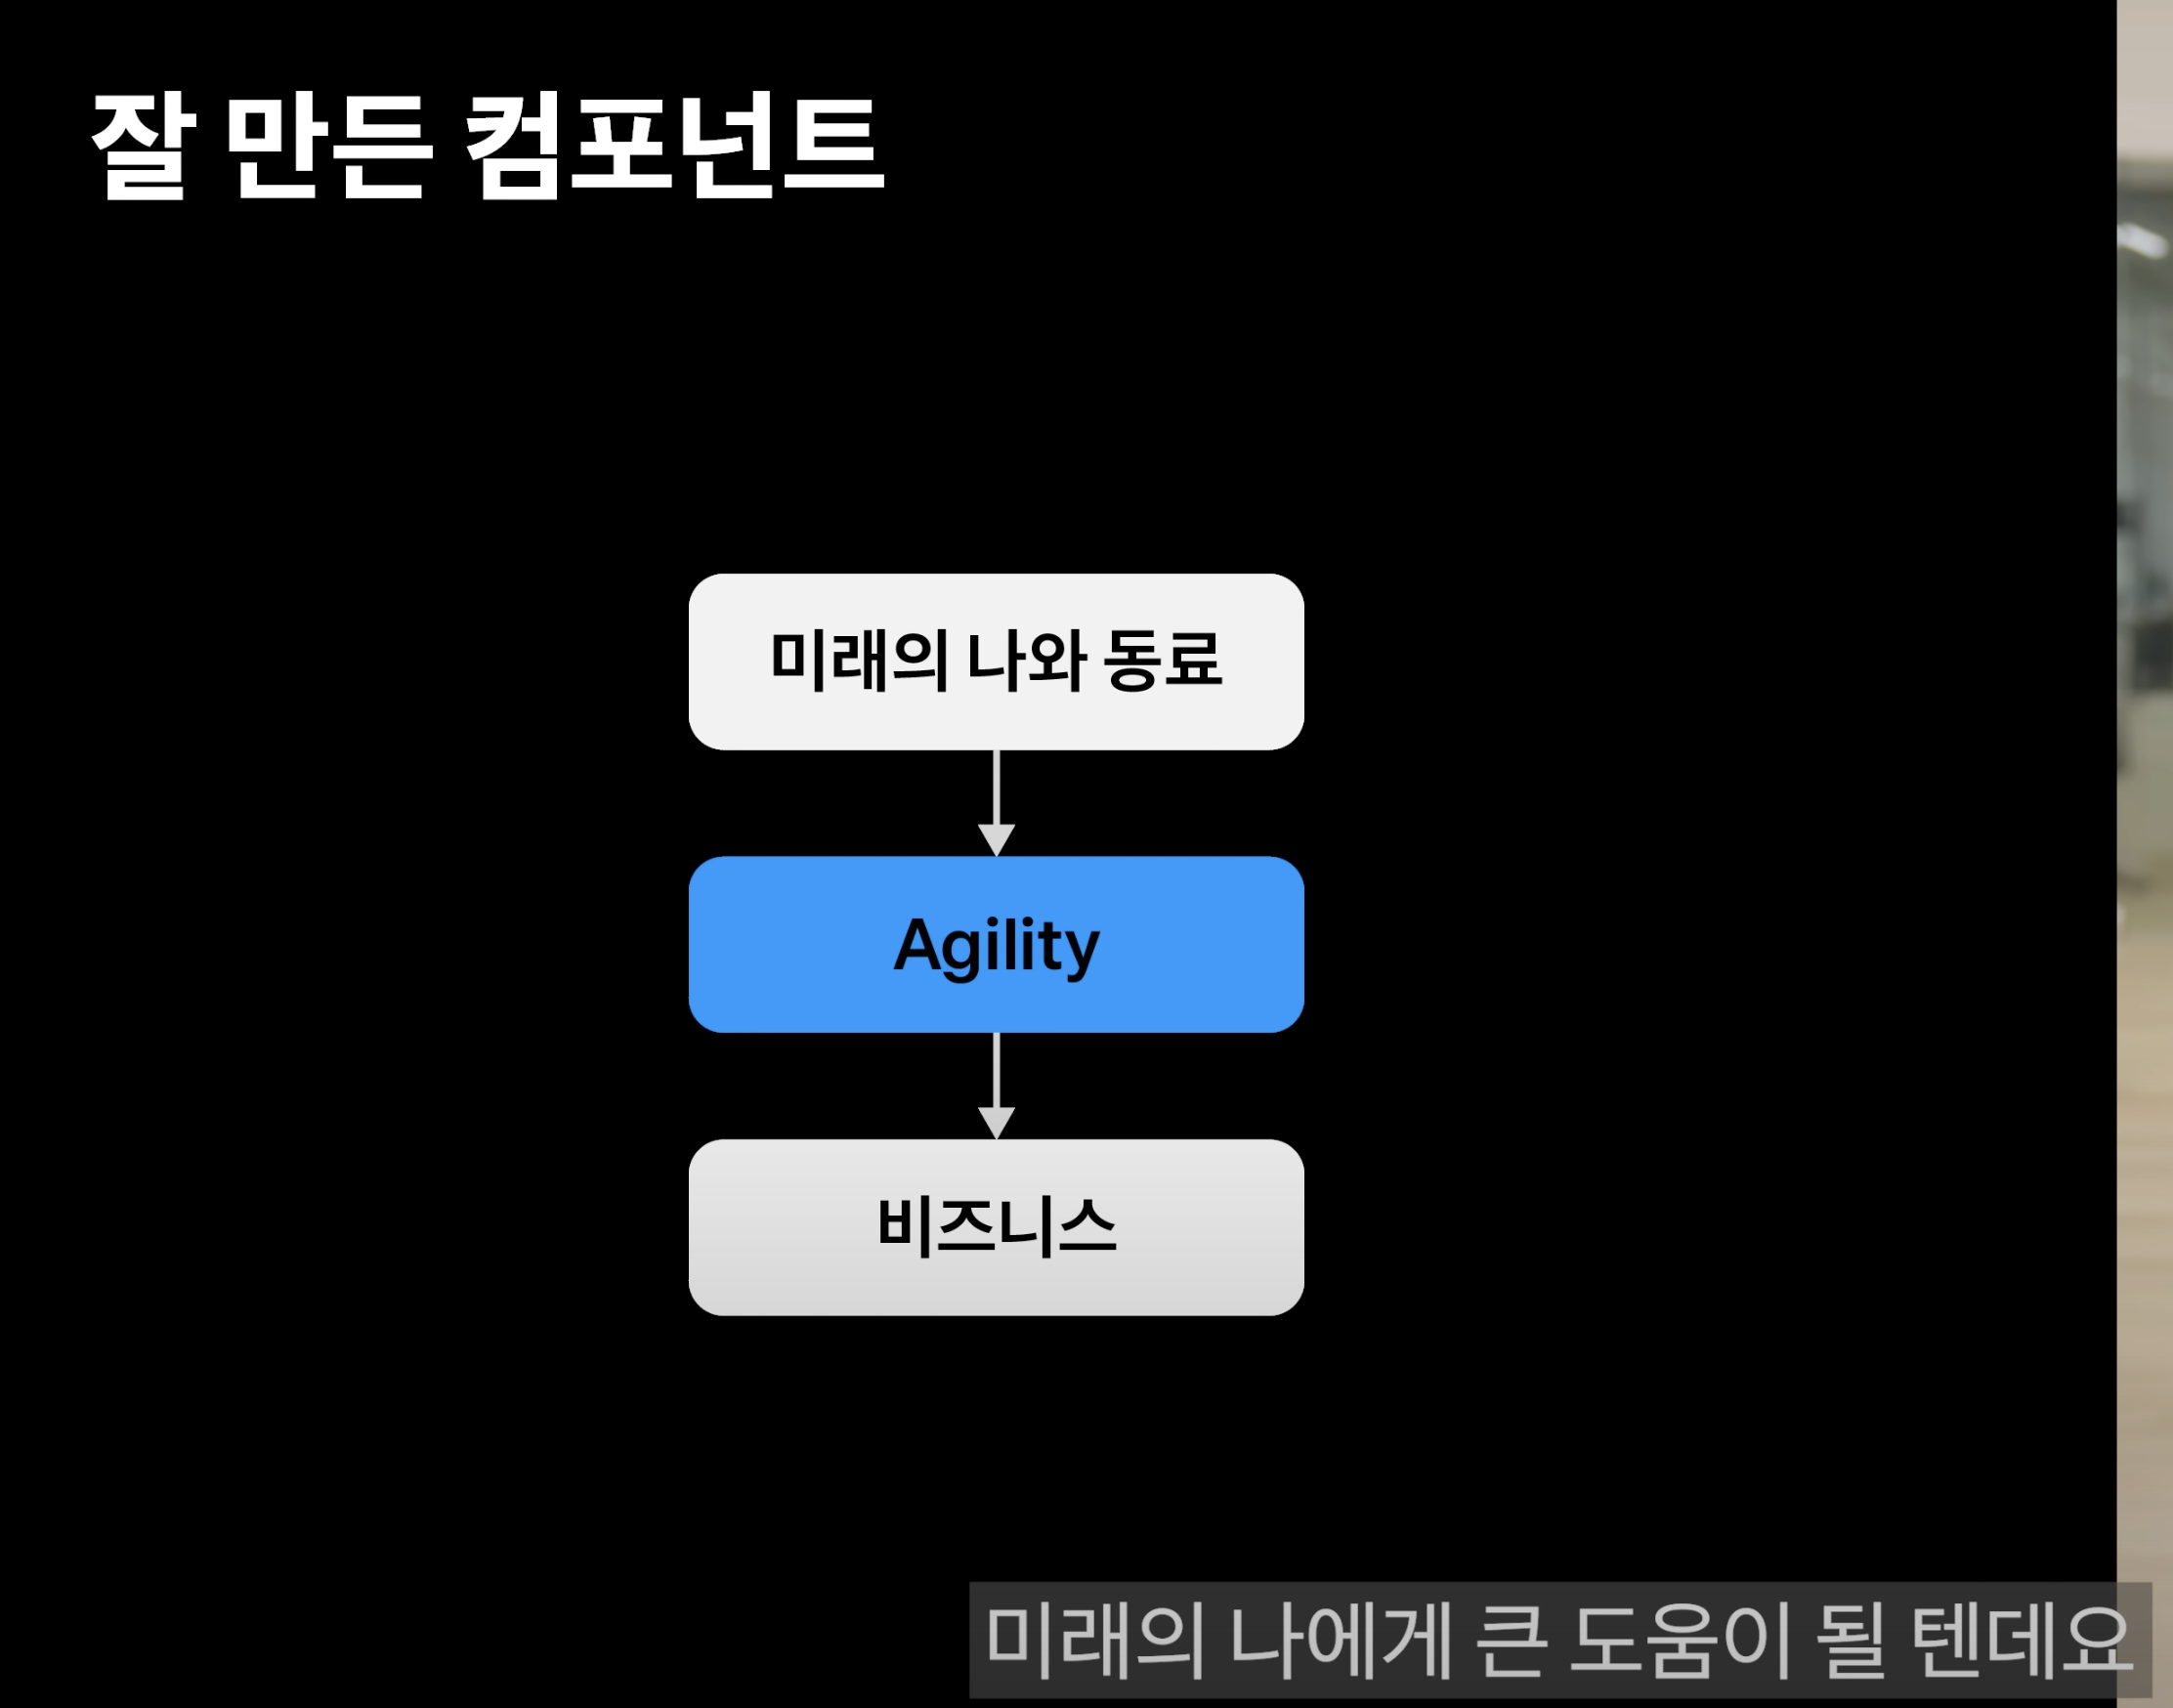 잘 만든 컴포넌트
미래의 나와 동료
Agility
비즈니스
미래의 나에게 큰 도움이 될 텐데요